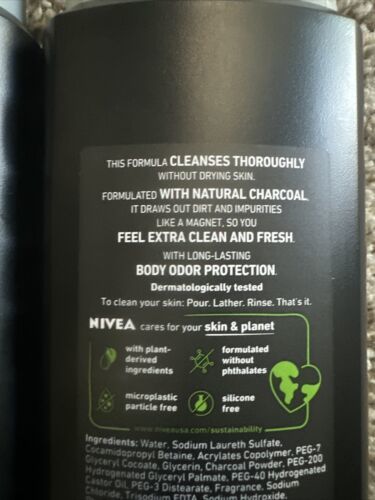 THIS FORMULA CLEANSES THOROUGHLY
WITHOUT DRYING SKIN.
FORMULATED WITH NATURAL CHARCOAL,
IT DRAWS OUT DIRT AND IMPURITIES
LIKE A MAGNET, SO YOU
FEEL EXTRA CLEAN AND FRESH.
WITH LONG-LASTING
BODY ODOR PROTECTION.
Dermatologically tested
To clean your skin: Pour. Lather. Rinse. That's it.
NIVEA cares for your skin & planet
with plant-
derived
ingredients
formulated
without
phthalates
microplastic
particle free
silicone
free
www.niveausa.com/sustainability
Ingredients: Water, Sodium Laureth Sulfate,
Cocamidopropyl Betaine, Acrylates Copolymer, PEG-7
Glyceryl Cocoate, Glycerin, Charcoal Powder, PEG-200
Hydrogenated Glyceryl Palmate, PEG-40 Hydrogenated
Castor Oil, PEG-3 Distearate, Fragrance, Sodium
Chloride, Trisodium EDTA, Sodium Hydroxide,